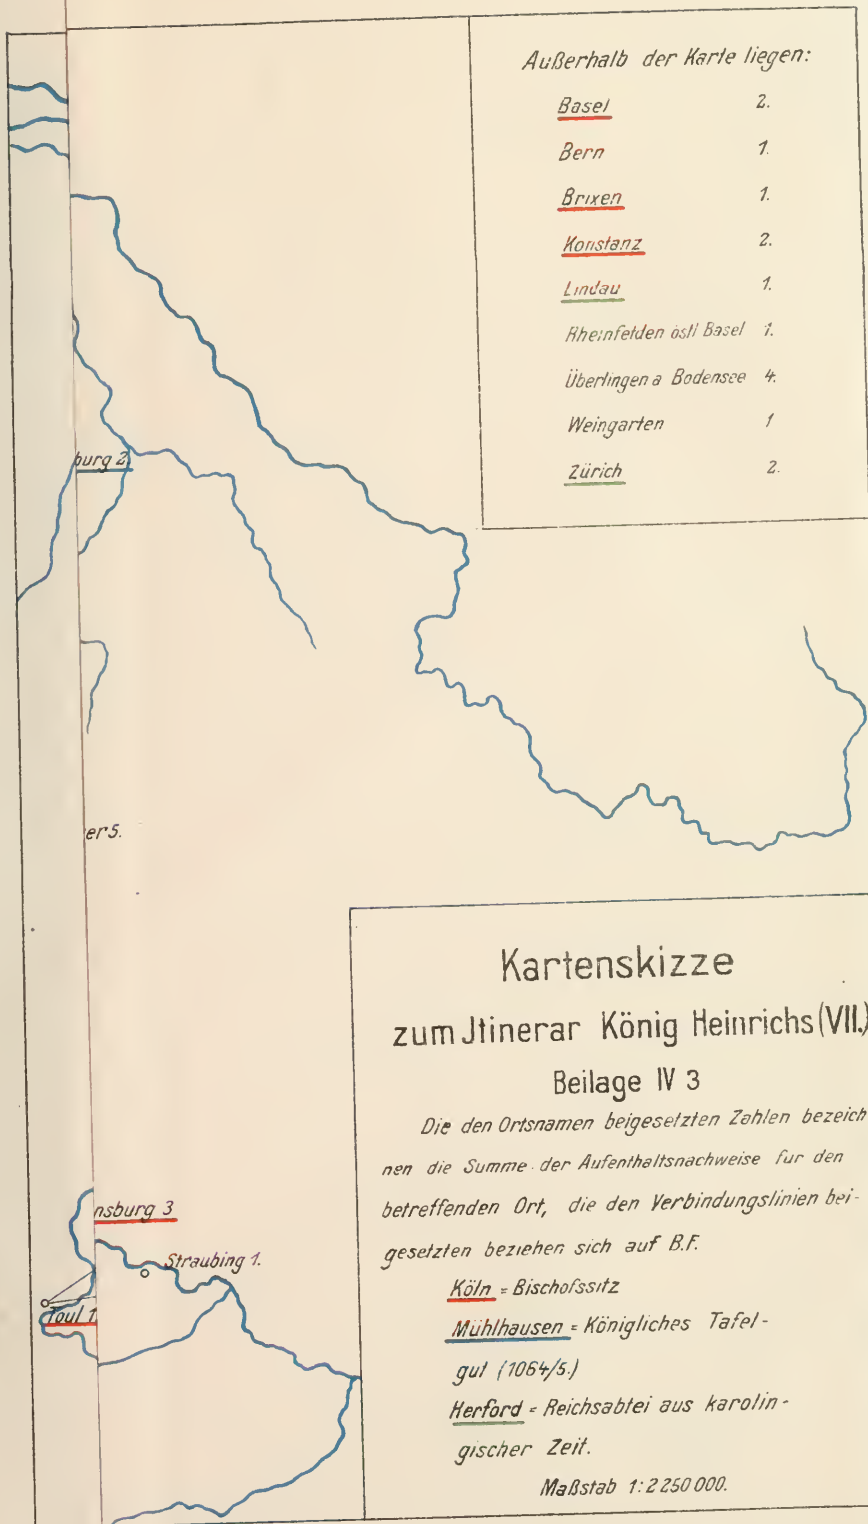 Außerhalb der Karte liegen:
Basel 2.
Bern 1.
Brixen 1.
Konstanz 2.
Lindau 1.
Rheinfelden östl Basel 1.
Überlingen a Bodensee 4.
Weingarten 1
Zürich 2.
burg 2
er 5.
Kartenskizze
zum Jtinerar König Heinrichs (VII.)
Beilage IV 3
Die den Ortsnamen beigesetzten Zahlen bezeich
nen die Summe der Aufenthaltsnachweise für den
betreffenden Ort, die den Verbindungslinien bei-
gesetzten beziehen sich auf B.F.
Köln = Bischofssitz
Mühlhausen = Königliches Tafel-
gut (1064/5.)
Herford = Reichsabtei aus karolin-
gischer Zeit.
Maßstab 1:2 250 000.
nsburg 3
Straubing 1.
Toul 1